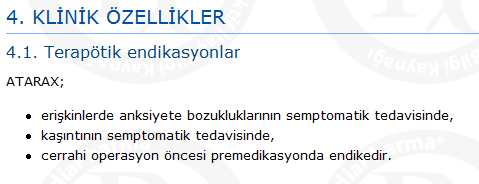 4. KLİNİK ÖZELLİKLER
4.1. Terapötik endikasyonlar
ATARAX;
• erişkinlerde anksiyete bozukluklarının semptomatik tedavisinde,
• kaşıntının semptomatik tedavisinde,
• cerrahi operasyon öncesi premedikasyonda endikedir.